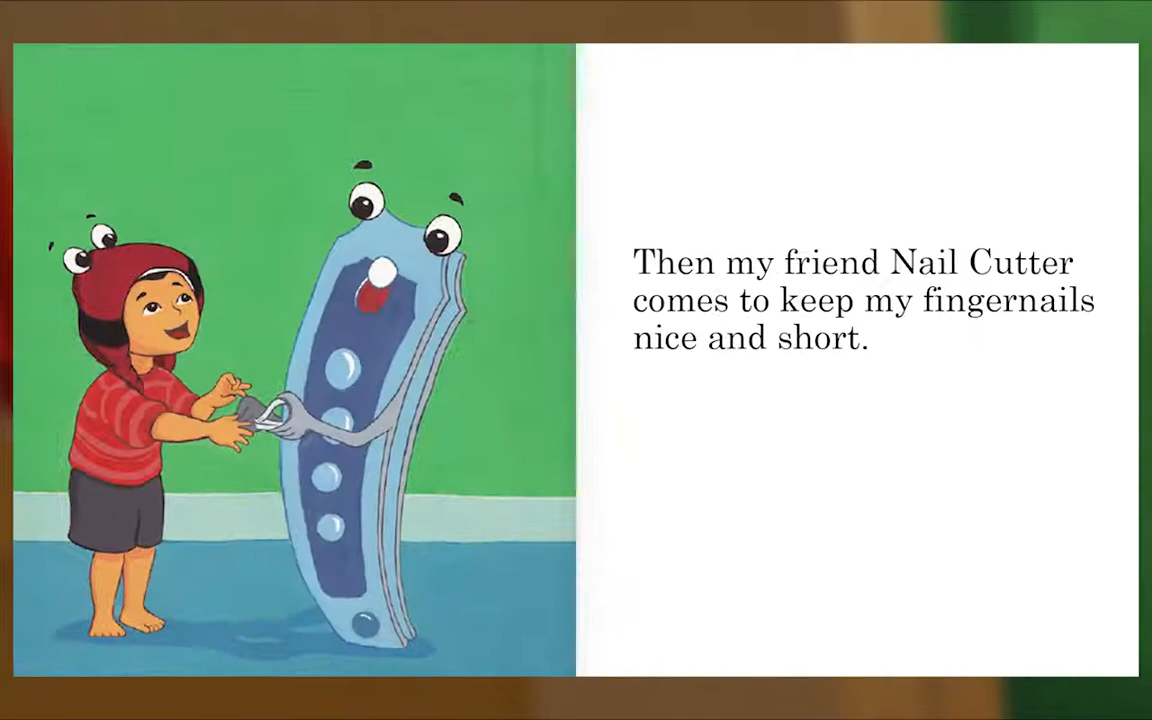 Then my friend Nail Cutter
comes to keep my fingernails
nice and short.